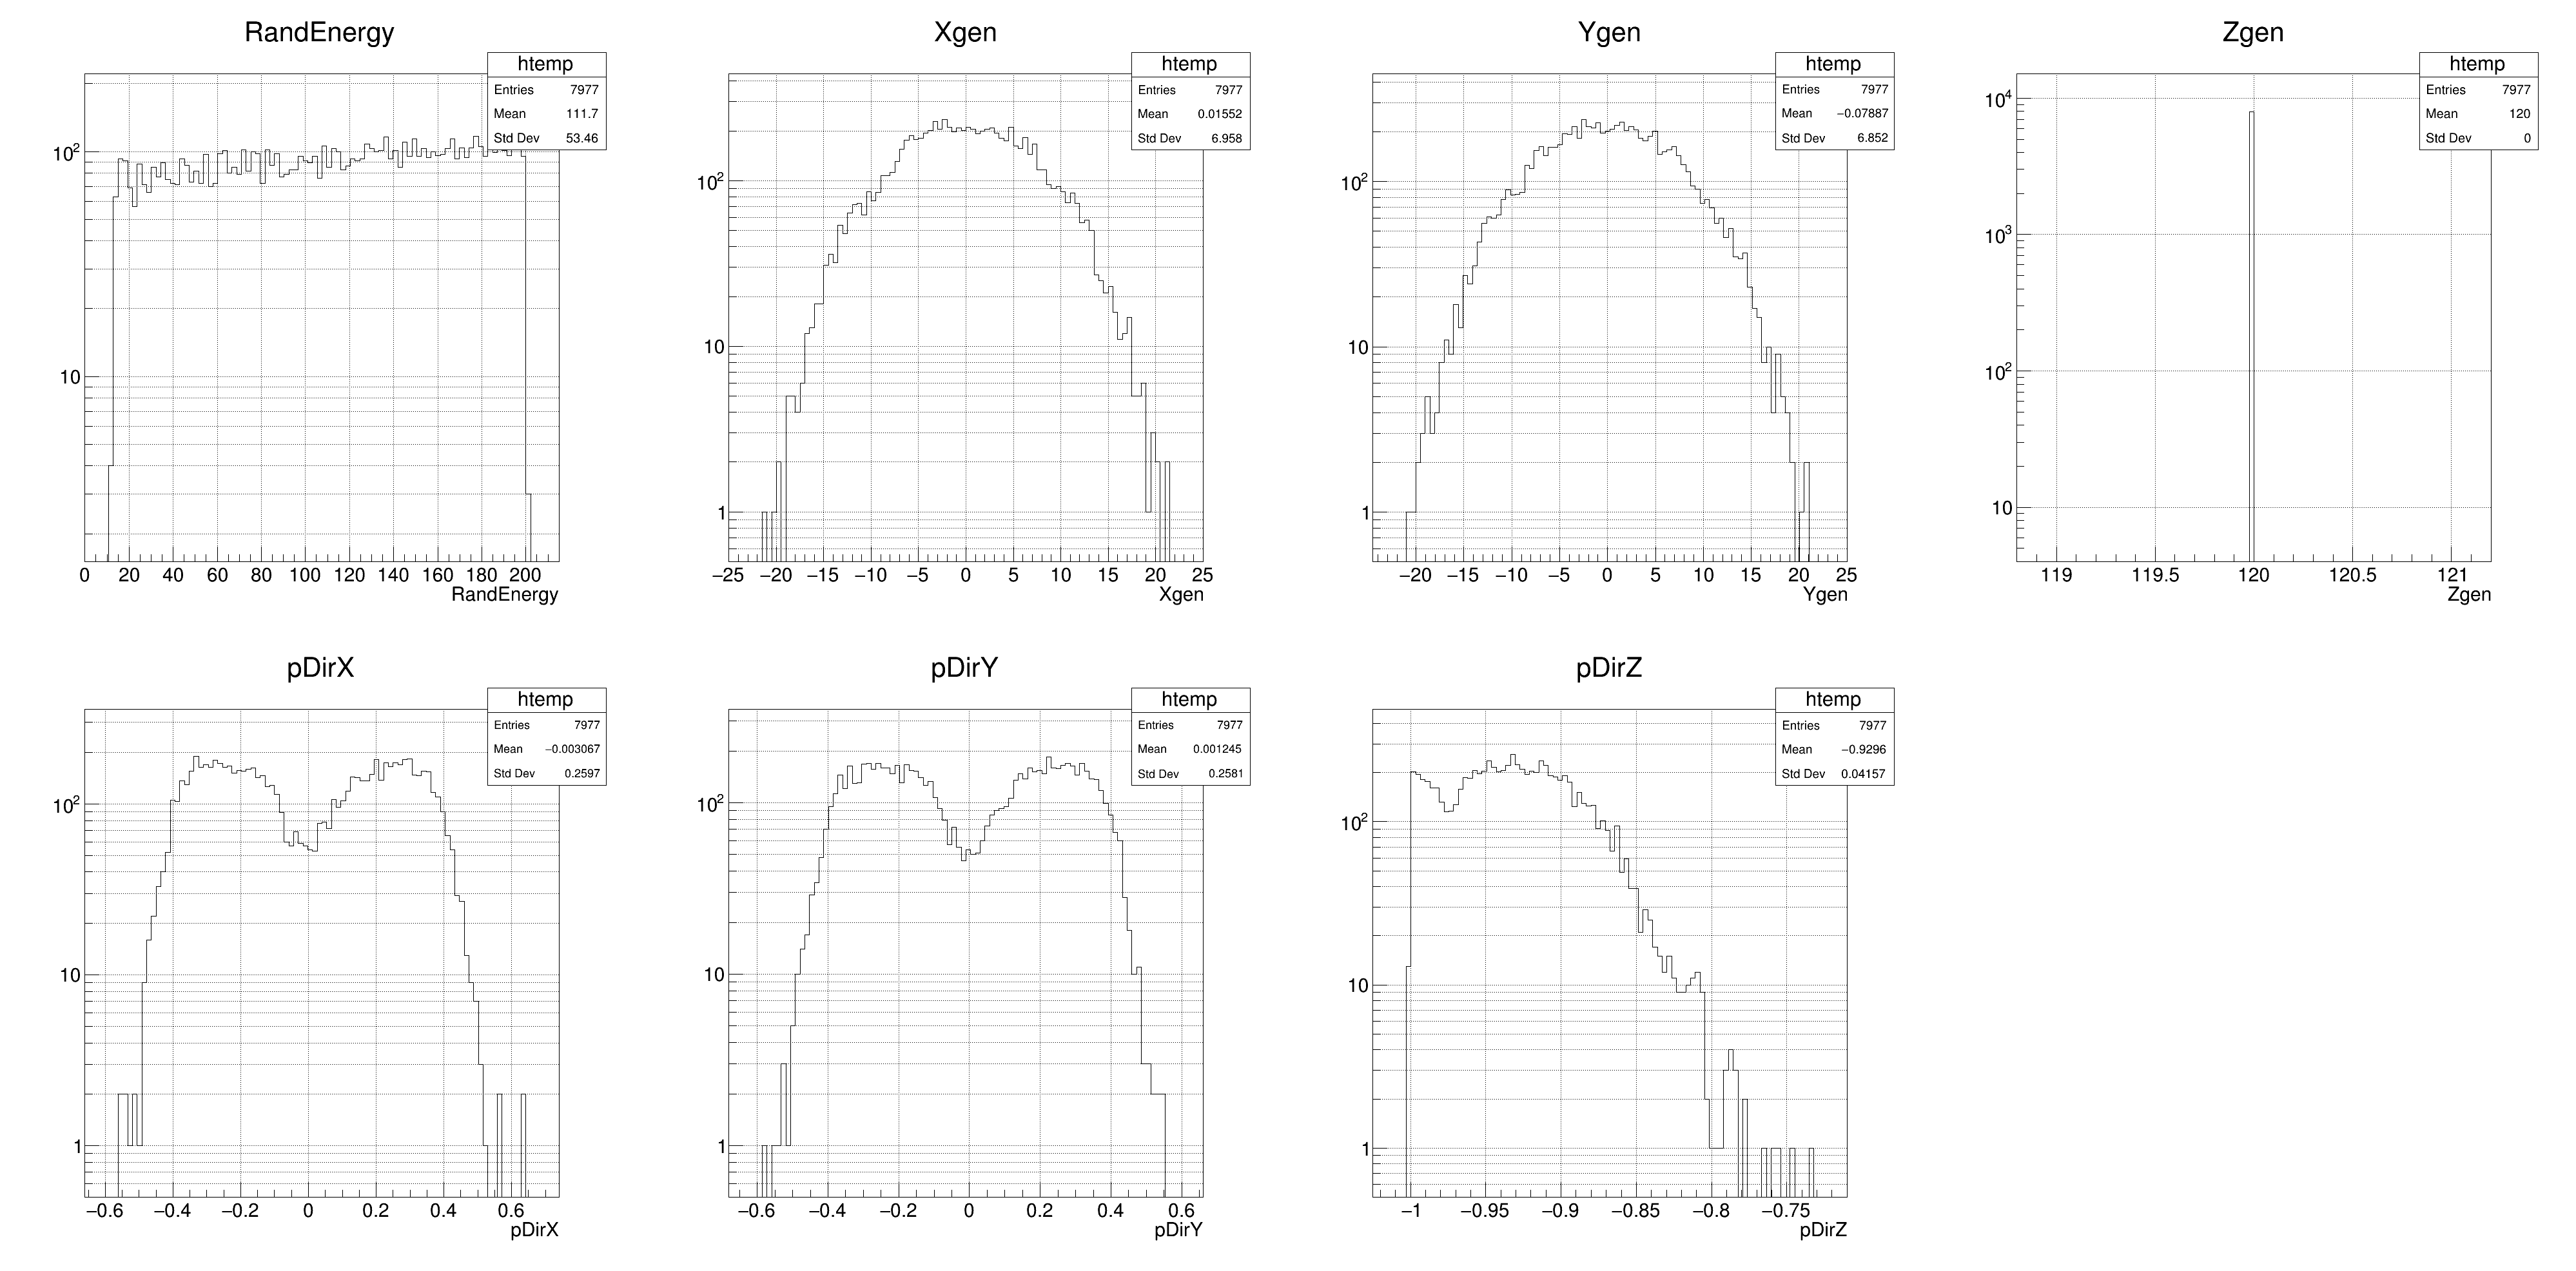 RandEnergy
htemp
Entries 7977
Mean 111.7
Std Dev 53.46
10²
10
0 20 40 60 80 100 120 140 160 180 200
RandEnergy
Xgen
htemp
Entries 7977
Mean 0.01552
Std Dev 6.958
10²
10
1
−25 −20 −15 −10 −5 0 5 10 15 20 25
Xgen
Ygen
htemp
Entries 7977
Mean −0.07887
Std Dev 6.852
10²
10
1
−20 −15 −10 −5 0 5 10 15 20 25
Ygen
Zgen
htemp
Entries 7977
Mean 120
Std Dev 0
10⁴
10³
10²
10
119 119.5 120 120.5 121
Zgen
pDirX
htemp
Entries 7977
Mean −0.003067
Std Dev 0.2597
10²
10
1
−0.6 −0.4 −0.2 0 0.2 0.4 0.6
pDirX
pDirY
htemp
Entries 7977
Mean 0.001245
Std Dev 0.2581
10²
10
1
−0.6 −0.4 −0.2 0 0.2 0.4 0.6
pDirY
pDirZ
htemp
Entries 7977
Mean −0.9296
Std Dev 0.04157
10²
10
1
−1 −0.95 −0.9 −0.85 −0.8 −0.75
pDirZ